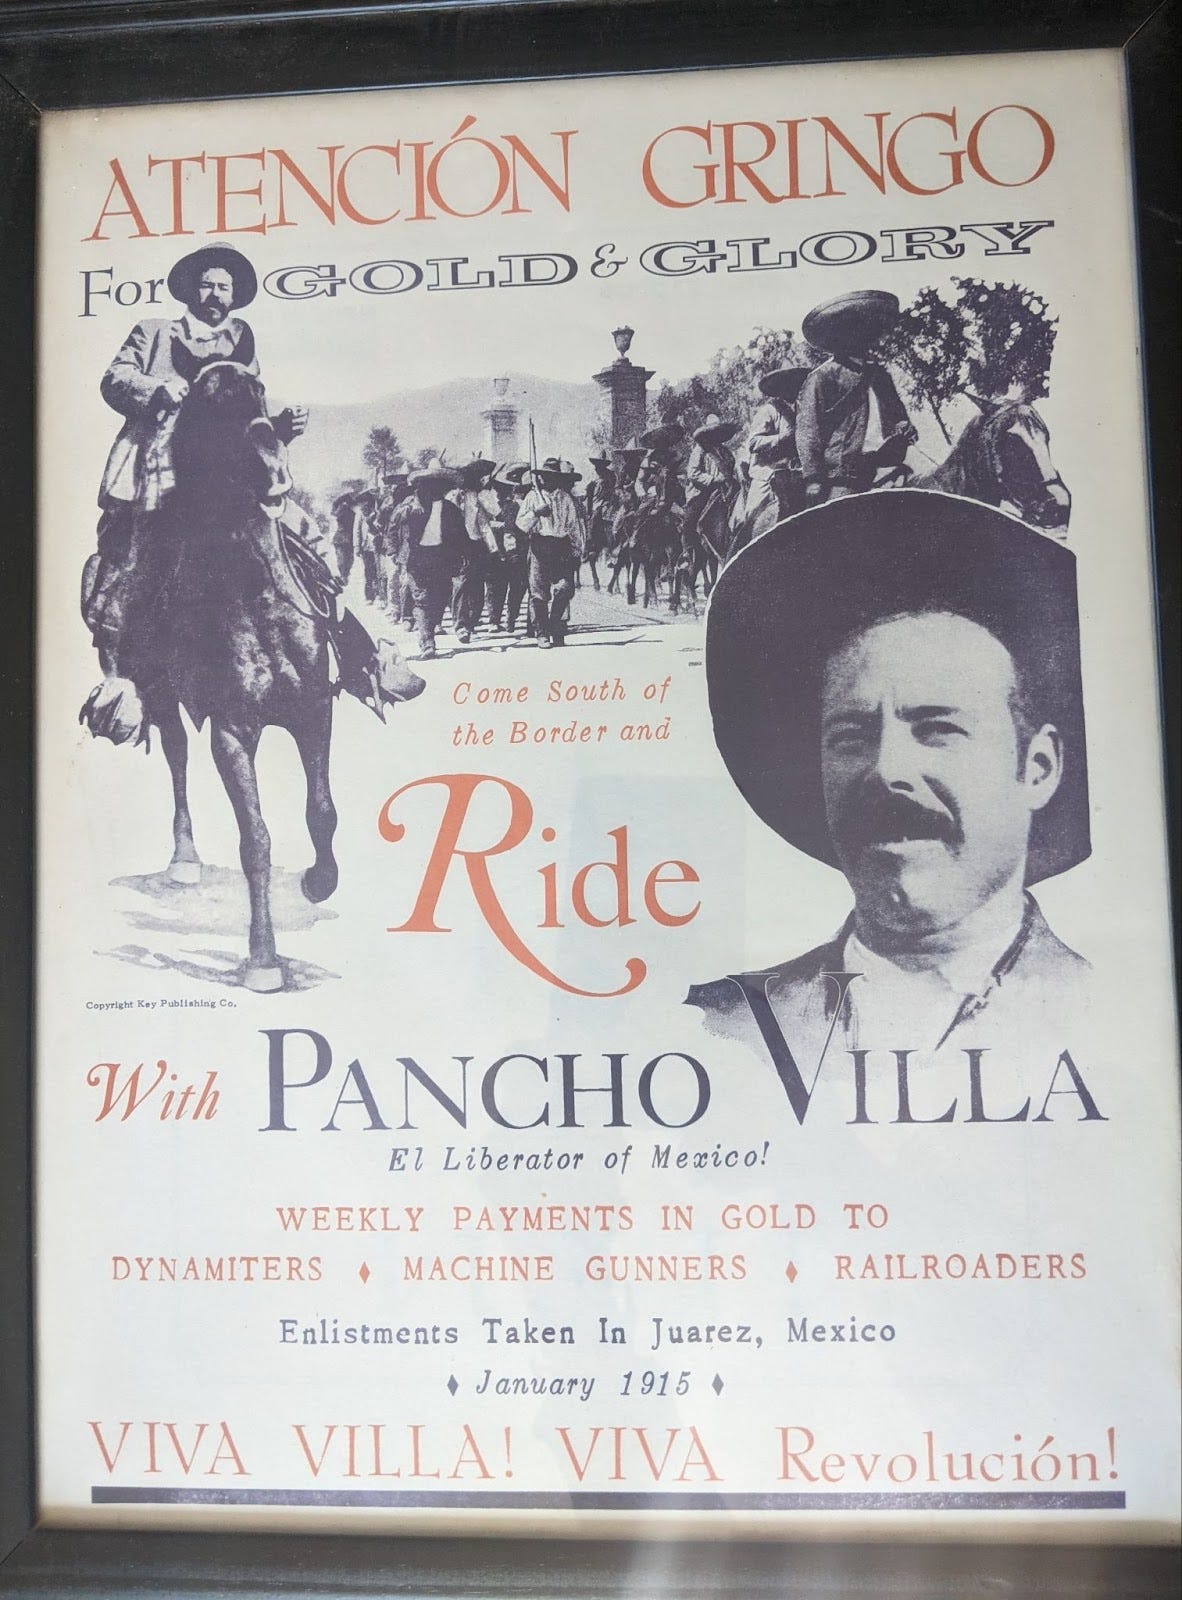 ATENCIÓN GRINGO
For GOLD & GLORY
Come South of
the Border and
Ride
Copyright Key Publishing Co.
With PANCHO VILLA
El Liberator of Mexico!
WEEKLY PAYMENTS IN GOLD TO
DYNAMITERS ♦ MACHINE GUNNERS ♦ RAILROADERS
Enlistments Taken In Juarez, Mexico
♦ January 1915 ♦
VIVA VILLA! VIVA Revolución!